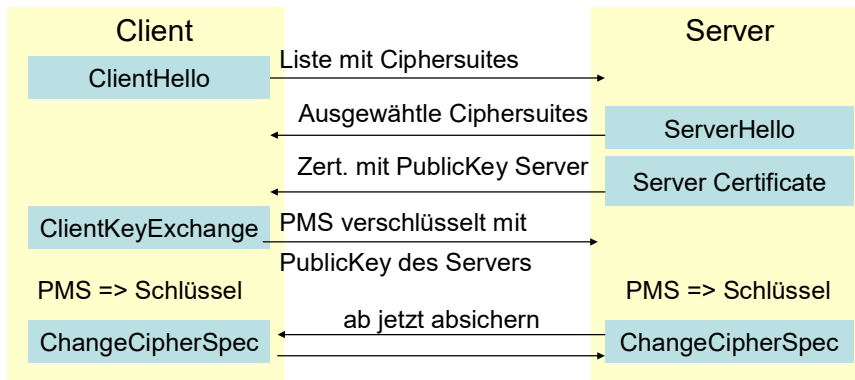 Client
Server
ClientHello
Liste mit Ciphersuites
Ausgewähtle Ciphersuites
ServerHello
Zert. mit PublicKey Server
Server Certificate
ClientKeyExchange
PMS verschlüsselt mit
PublicKey des Servers
PMS => Schlüssel
PMS => Schlüssel
ab jetzt absichern
ChangeCipherSpec
ChangeCipherSpec